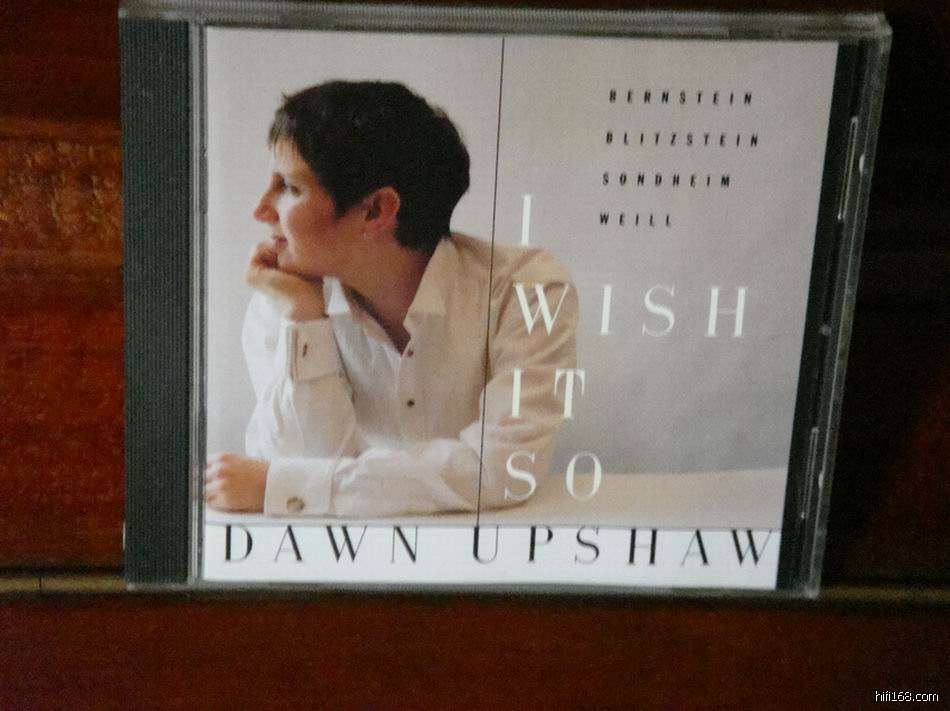 BERNSTEIN
BLITZSTEIN
SONDHEIM
WEILL
I
WISH
IT
SO
DAWN UPSHAW
hifi168.com